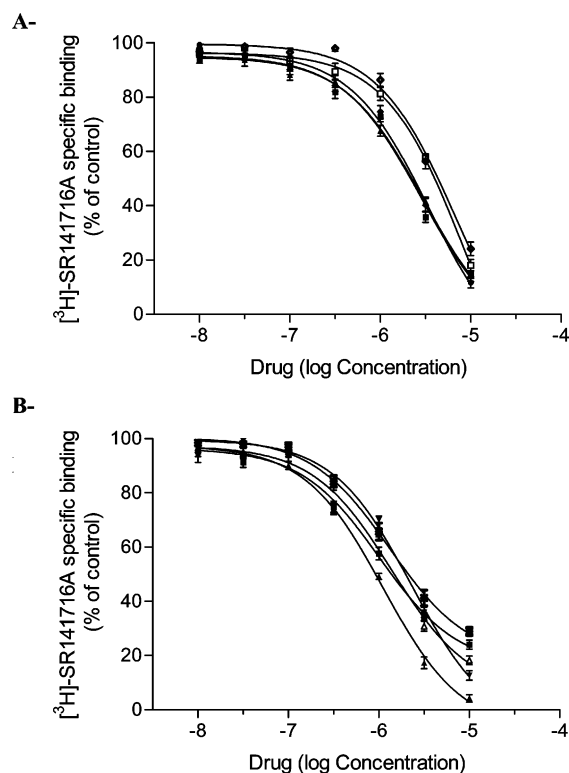 A-
[³H]-SR141716A specific binding
(% of control)
100
80
60
40
20
0
-8
-7
-6
-5
-4
Drug (log Concentration)
B-
[³H]-SR141716A specific binding
(% of control)
100
80
60
40
20
0
-8
-7
-6
-5
-4
Drug (log Concentration)